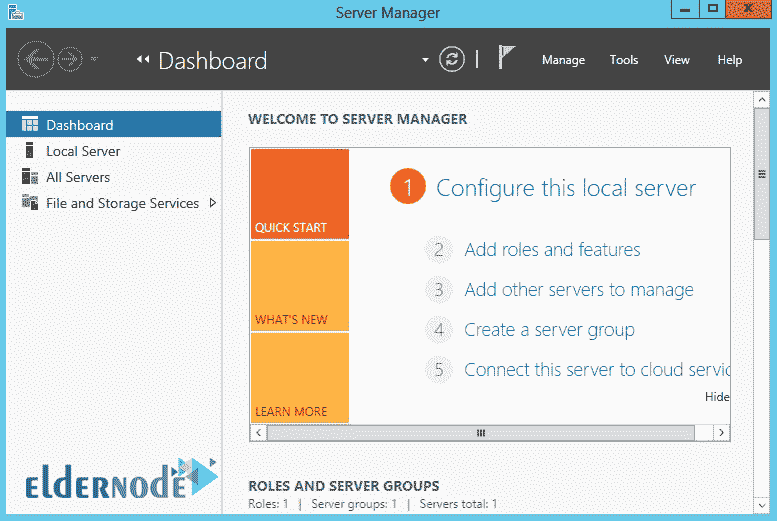 Server Manager
Dashboard
Manage Tools View Help
Dashboard
Local Server
All Servers
File and Storage Services
WELCOME TO SERVER MANAGER
QUICK START
WHAT'S NEW
LEARN MORE
1 Configure this local server
2 Add roles and features
3 Add other servers to manage
4 Create a server group
5 Connect this server to cloud servic
Hide
ROLES AND SERVER GROUPS
Roles: 1 | Server groups: 1 | Servers total: 1
elderNode